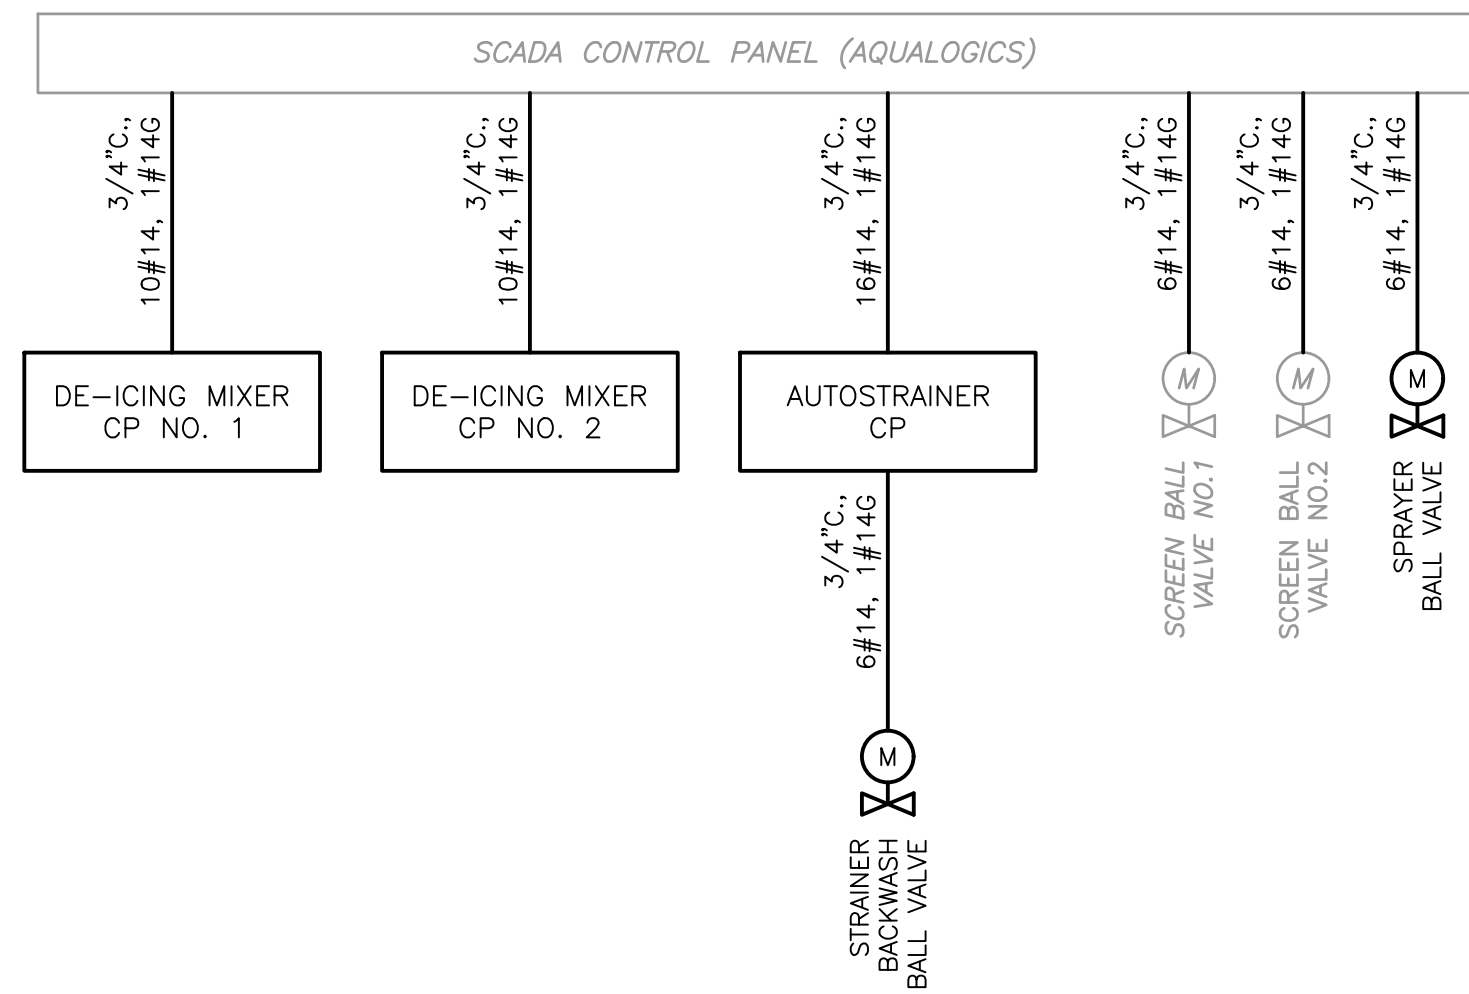 SCADA CONTROL PANEL (AQUALOGICS)
3/4"C.,
10#14, 1#14G
3/4"C.,
10#14, 1#14G
3/4"C.,
16#14, 1#14G
3/4"C.,
6#14, 1#14G
3/4"C.,
6#14, 1#14G
3/4"C.,
6#14, 1#14G
DE-ICING MIXER
CP NO. 1
DE-ICING MIXER
CP NO. 2
AUTOSTRAINER
CP
M
M
M
SCREEN BALL
VALVE NO.1
SCREEN BALL
VALVE NO.2
SPRAYER
BALL VALVE
3/4"C.,
6#14, 1#14G
M
STRAINER
BACKWASH
BALL VALVE